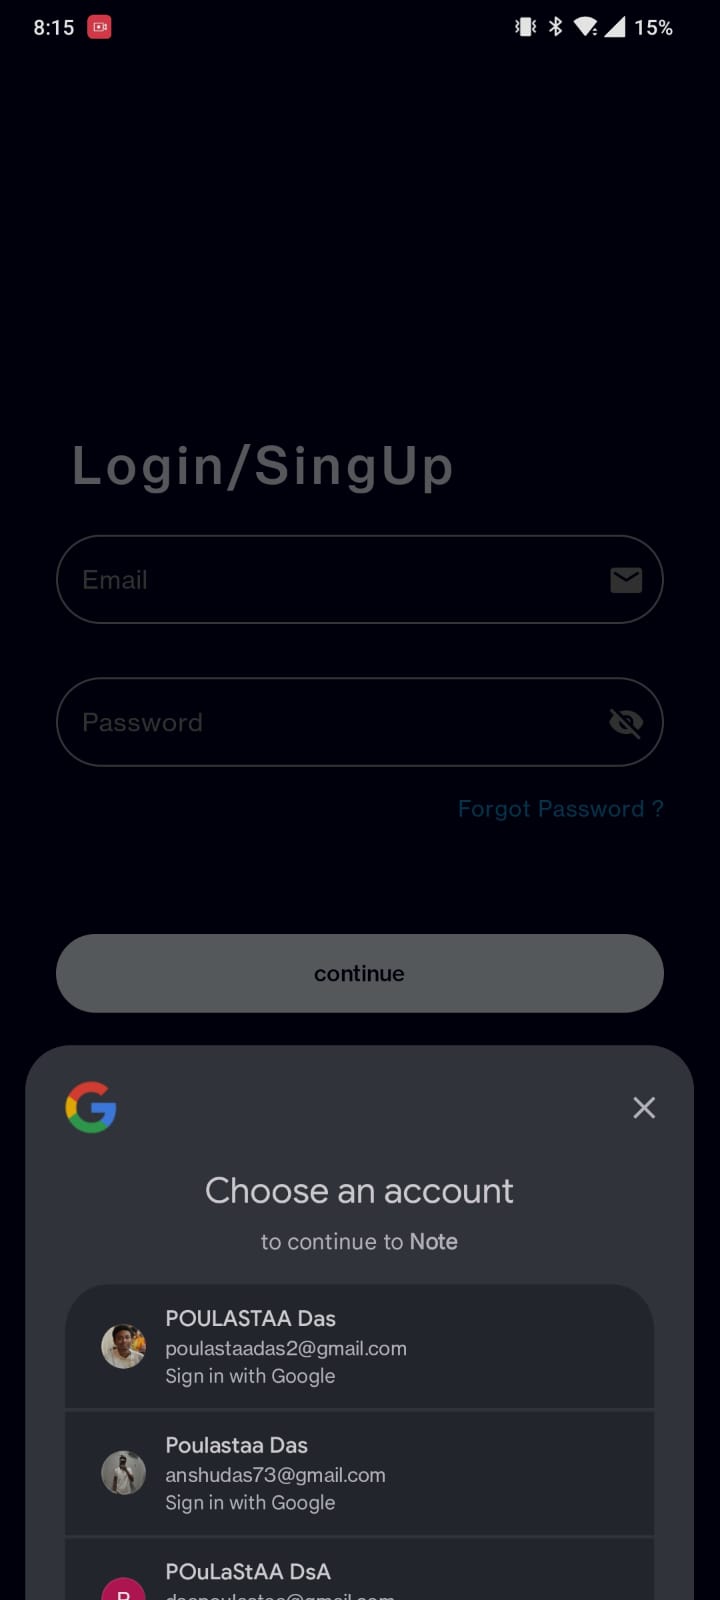 8:15
15%
Login/SingUp
Email
Password
Forgot Password ?
continue
Choose an account
to continue to Note
POULASTAA Das
poulastaadas2@gmail.com
Sign in with Google
Poulastaa Das
anshudas73@gmail.com
Sign in with Google
POuLaStAA DsA